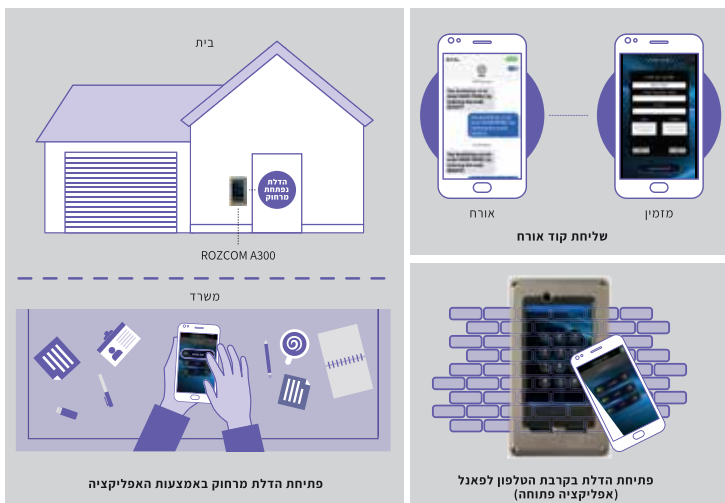 בית
הדלת
נפתחת
מרחוק
ROZCOM A300
משרד
פתיחת הדלת מרחוק באמצעות האפליקציה
אורח
מזמין
שליחת קוד אורח
פתיחת הדלת בקרבת הטלפון לפאנל
(אפליקציה פתוחה)